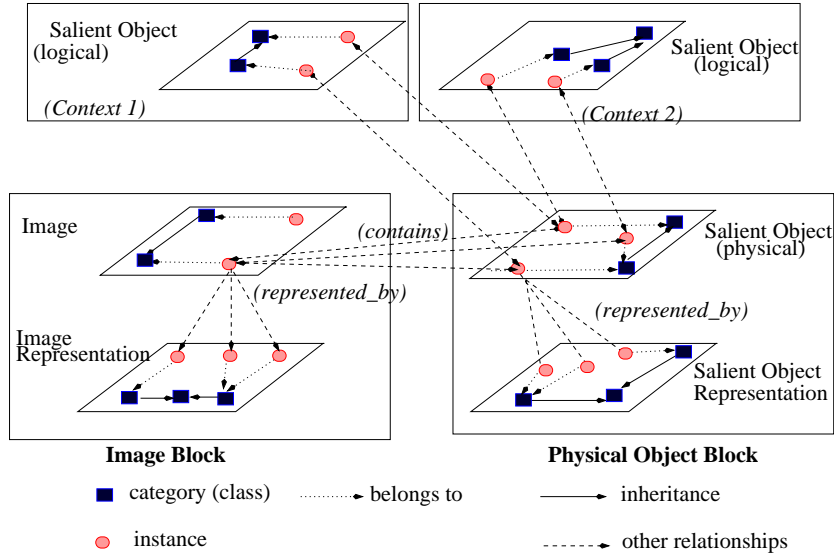 Salient Object
(logical)
(Context 1)
Salient Object
(logical)
(Context 2)
Image
(contains)
Salient Object
(physical)
(represented_by)
(represented_by)
Image
Representation
Salient Object
Representation
Image Block
Physical Object Block
category (class)
belongs to
inheritance
instance
other relationships